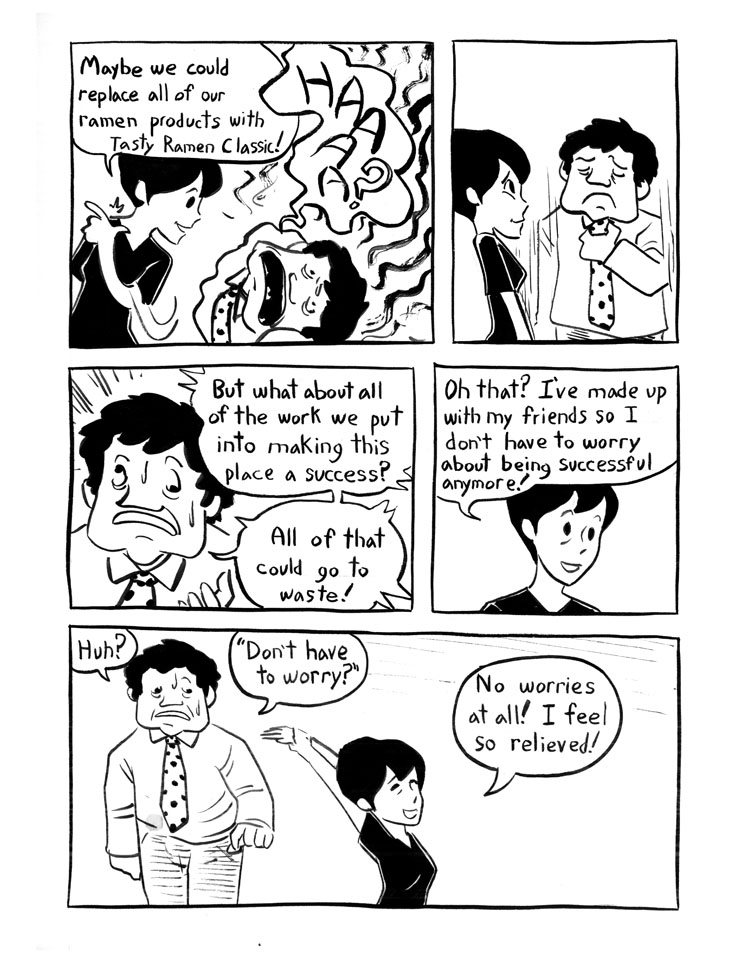 Maybe we could
replace all of our
ramen products with
Tasty Ramen Classic!
HAA
AA
A?
But what about all
of the work we put
into making this
place a success?
All of that
could go to
waste!
Oh that? I've made up
with my friends so I
don't have to worry
about being successful
anymore!
Huh?
"Don't have
to worry?"
No worries
at all! I feel
so relieved!